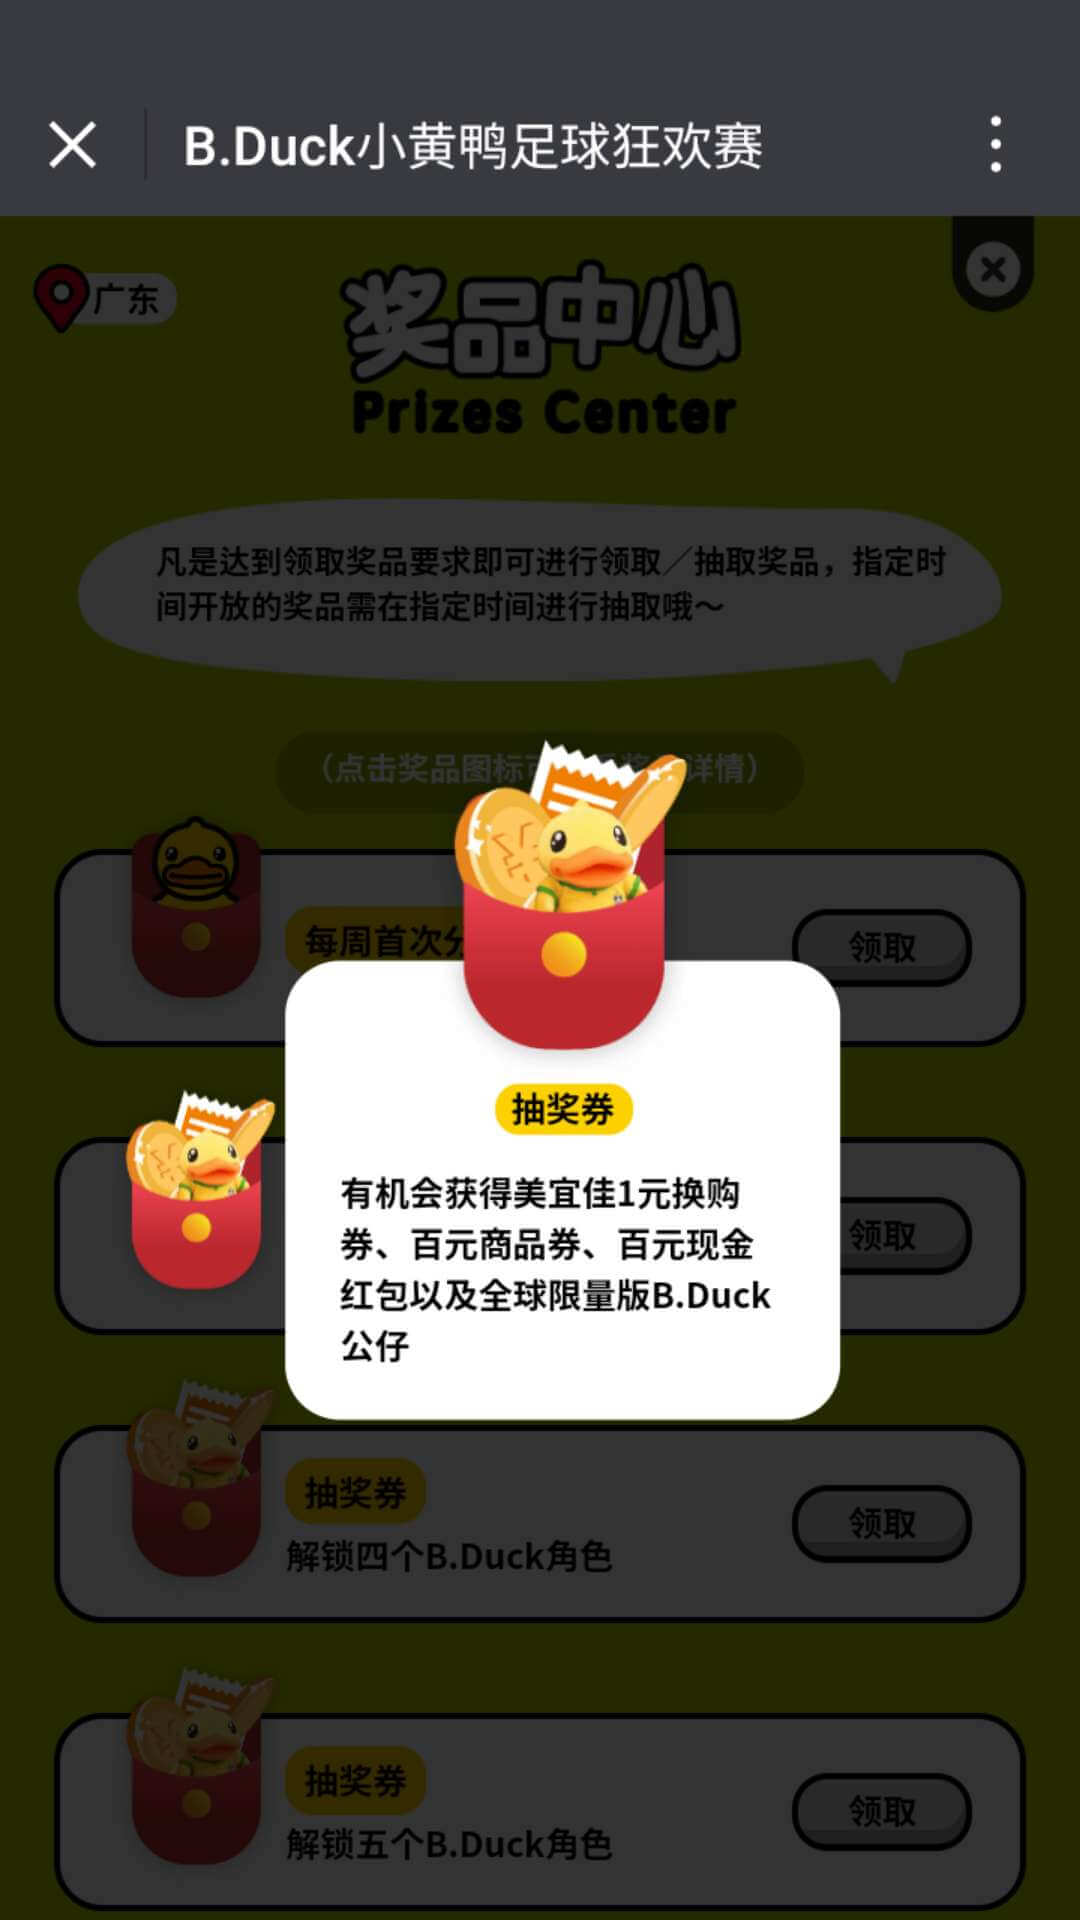 B.Duck小黄鸭足球狂欢赛
广东
奖品中心
Prizes Center
凡是达到领取奖品要求即可进行领取／抽取奖品，指定时
间开放的奖品需在指定时间进行抽取哦～
（点击奖品图标
详情）
每周首次
领取
抽奖券
有机会获得美宜佳1元换购
券、百元商品券、百元现金
红包以及全球限量版B.Duck
公仔
领取
抽奖券
解锁四个B.Duck角色
领取
抽奖券
解锁五个B.Duck角色
领取